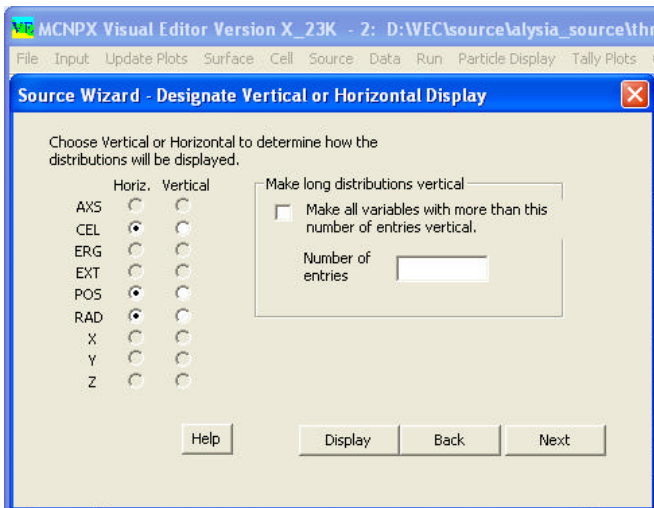 VE MCNPX Visual Editor Version X_23K - 2: D:\VEC\source\alysia_source\thr
File Input Update Plots Surface Cell Source Data Run Particle Display Tally Plots
Source Wizard - Designate Vertical or Horizontal Display
Choose Vertical or Horizontal to determine how the
distributions will be displayed.
Horiz. Vertical
AXS
CEL
ERG
EXT
POS
RAD
X
Y
Z
Make long distributions vertical
Make all variables with more than this
number of entries vertical.
Number of
entries
Help Display Back Next